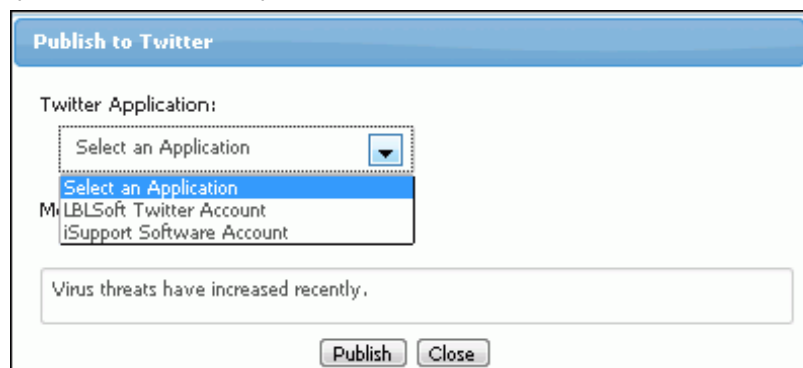 Publish to Twitter
Twitter Application:
Select an Application
Select an Application
LBLSoft Twitter Account
iSupport Software Account
Virus threats have increased recently.
Publish Close